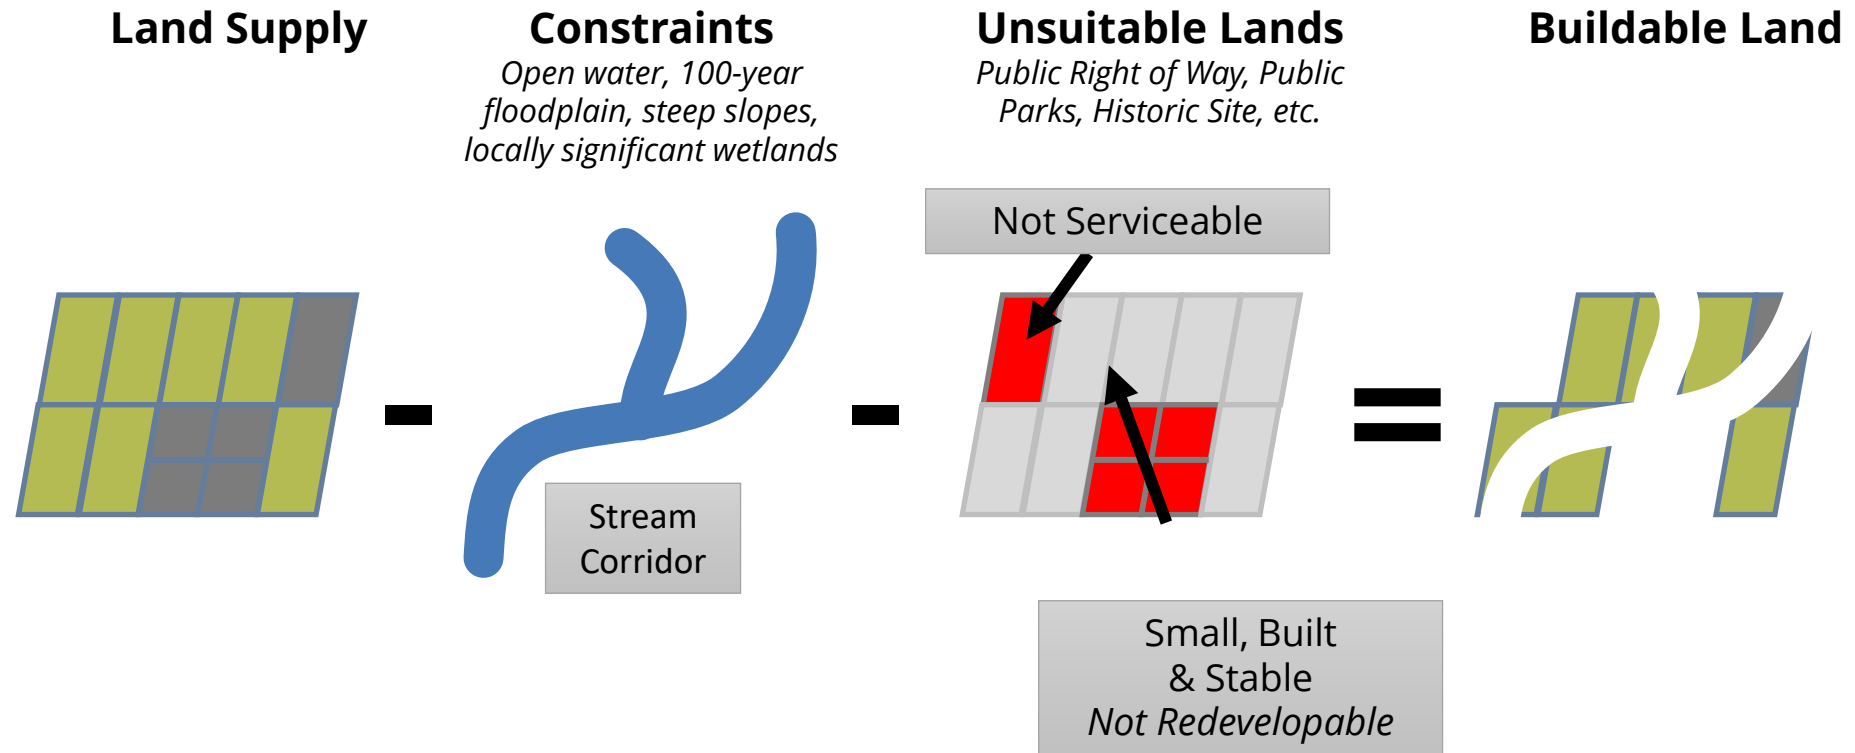 Land Supply
Constraints
Open water, 100-year
floodplain, steep slopes,
locally significant wetlands
Unsuitable Lands
Public Right of Way, Public
Parks, Historic Site, etc.
Buildable Land
Not Serviceable
Stream
Corridor
Small, Built
& Stable
Not Redevelopable